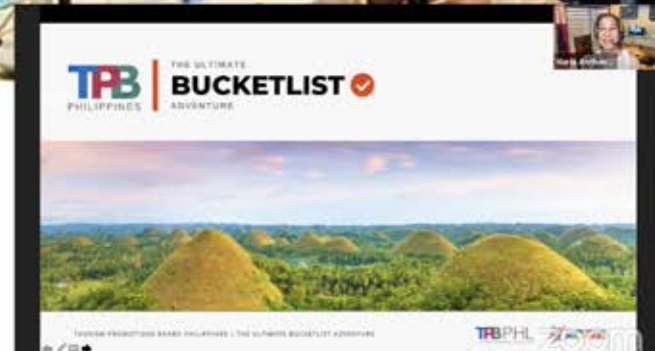 TPB
PHILIPPINES
THE ULTIMATE
BUCKETLIST
ADVENTURE
TOURISM PROMOTIONS BOARD PHILIPPINES | THE ULTIMATE BUCKETLIST ADVENTURE
TPBPHL
zoom